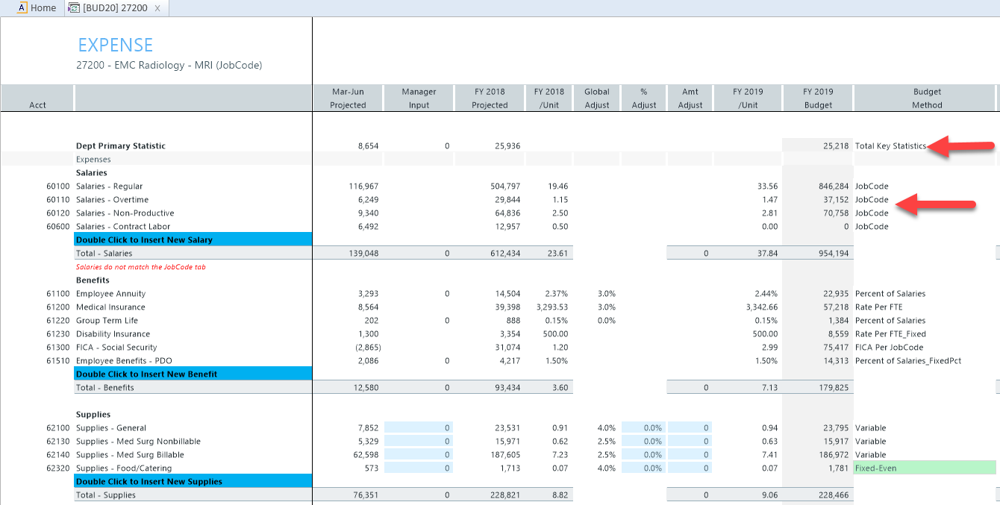 Home [BUD20] 27200 X
EXPENSE
27200 - EMC Radiology - MRI (JobCode)
Mar-Jun Manager FY 2018 FY 2018 Global % Amt FY 2019 FY 2019 Budget
Acct Projected Input Projected /Unit Adjust Adjust Adjust /Unit Budget Method
Dept Primary Statistic 8,654 0 25,936 25,218 Total Key Statistics
Expenses
Salaries
60100 Salaries - Regular 116,967 504,797 19.46 33.56 846,284 JobCode
60110 Salaries - Overtime 6,249 29,844 1.15 1.47 37,152 JobCode
60120 Salaries - Non-Productive 9,340 64,836 2.50 2.81 70,758 JobCode
60600 Salaries - Contract Labor 6,492 12,957 0.50 0.00 0 JobCode
Double Click to Insert New Salary
Total - Salaries 139,048 0 612,434 23.61 0 37.84 954,194
Salaries do not match the JobCode tab
Benefits
61100 Employee Annuity 3,293 0 14,504 2.37% 3.0% 2.44% 22,935 Percent of Salaries
61200 Medical Insurance 8,564 39,398 3,293.53 3.0% 3,342.66 57,218 Rate Per FTE
61220 Group Term Life 202 0 888 0.15% 0.0% 0.15% 1,384 Percent of Salaries
61230 Disability Insurance 1,300 3,354 500.00 500.00 8,559 Rate Per FTE_Fixed
61300 FICA - Social Security (2,865) 31,074 1.20 2.99 75,417 FICA Per JobCode
61510 Employee Benefits - PDO 2,086 0 4,217 1.50% 1.50% 14,313 Percent of Salaries_FixedPct
Double Click to Insert New Benefit
Total - Benefits 12,580 0 93,434 3.60 0 7.13 179,825
Supplies
62100 Supplies - General 7,852 0 23,531 0.91 4.0% 0.0% 0 0.94 23,795 Variable
62130 Supplies - Med Surg Nonbillable 5,329 0 15,971 0.62 2.5% 0.0% 0 0.63 15,917 Variable
62140 Supplies - Med Surg Billable 62,598 0 187,605 7.23 2.5% 0.0% 0 7.41 186,972 Variable
62320 Supplies - Food/Catering 573 0 1,713 0.07 4.0% 0.0% 0 0.07 1,781 Fixed-Even
Double Click to Insert New Supplies
Total - Supplies 76,351 0 228,821 8.82 0 9.06 228,466